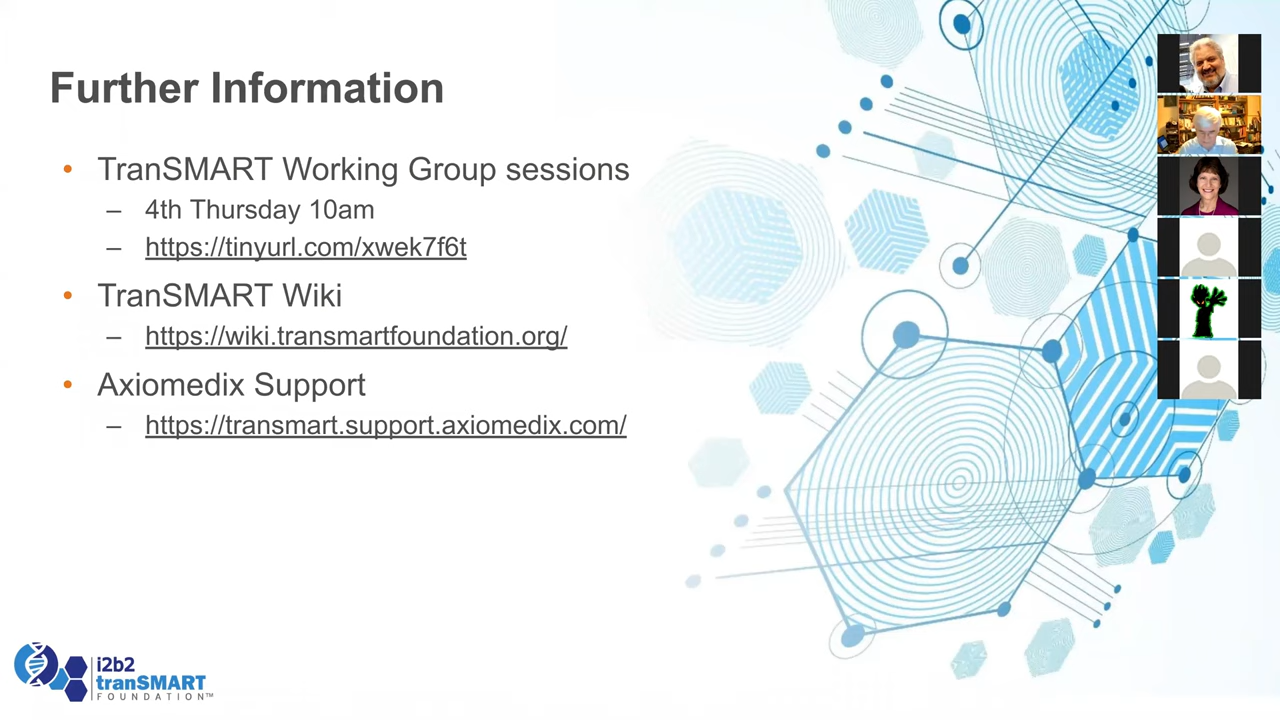 Further Information
• TranSMART Working Group sessions
– 4th Thursday 10am
– https://tinyurl.com/xwek7f6t
• TranSMART Wiki
– https://wiki.transmartfoundation.org/
• Axiomedix Support
– https://transmart.support.axiomedix.com/
i2b2
tranSMART
FOUNDATION™